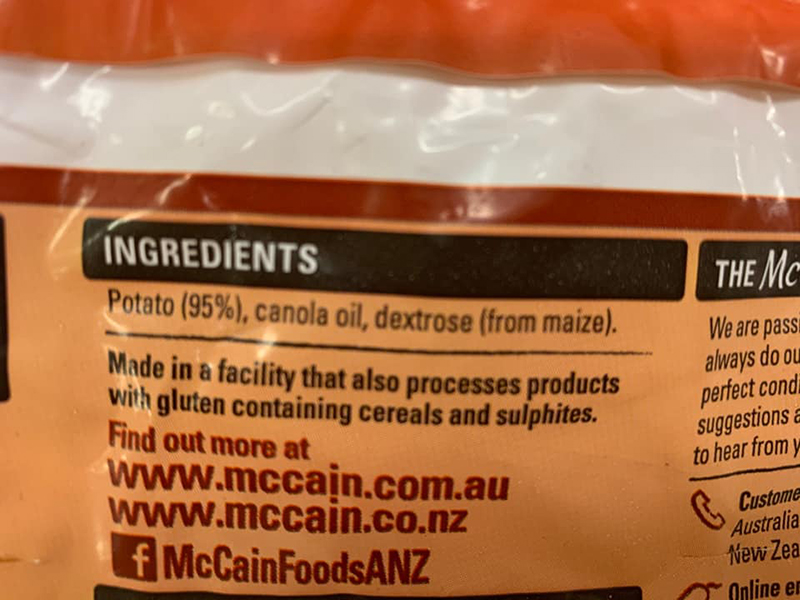 INGREDIENTS
Potato (95%), canola oil, dextrose (from maize).
Made in a facility that also processes products
with gluten containing cereals and sulphites.
Find out more at
www.mccain.com.au
www.mccain.co.nz
f McCainFoodsANZ
THE Mc
We are passi
always do ou
perfect condi
suggestions a
to hear from y
Custome
Australia
New Zea
Online en